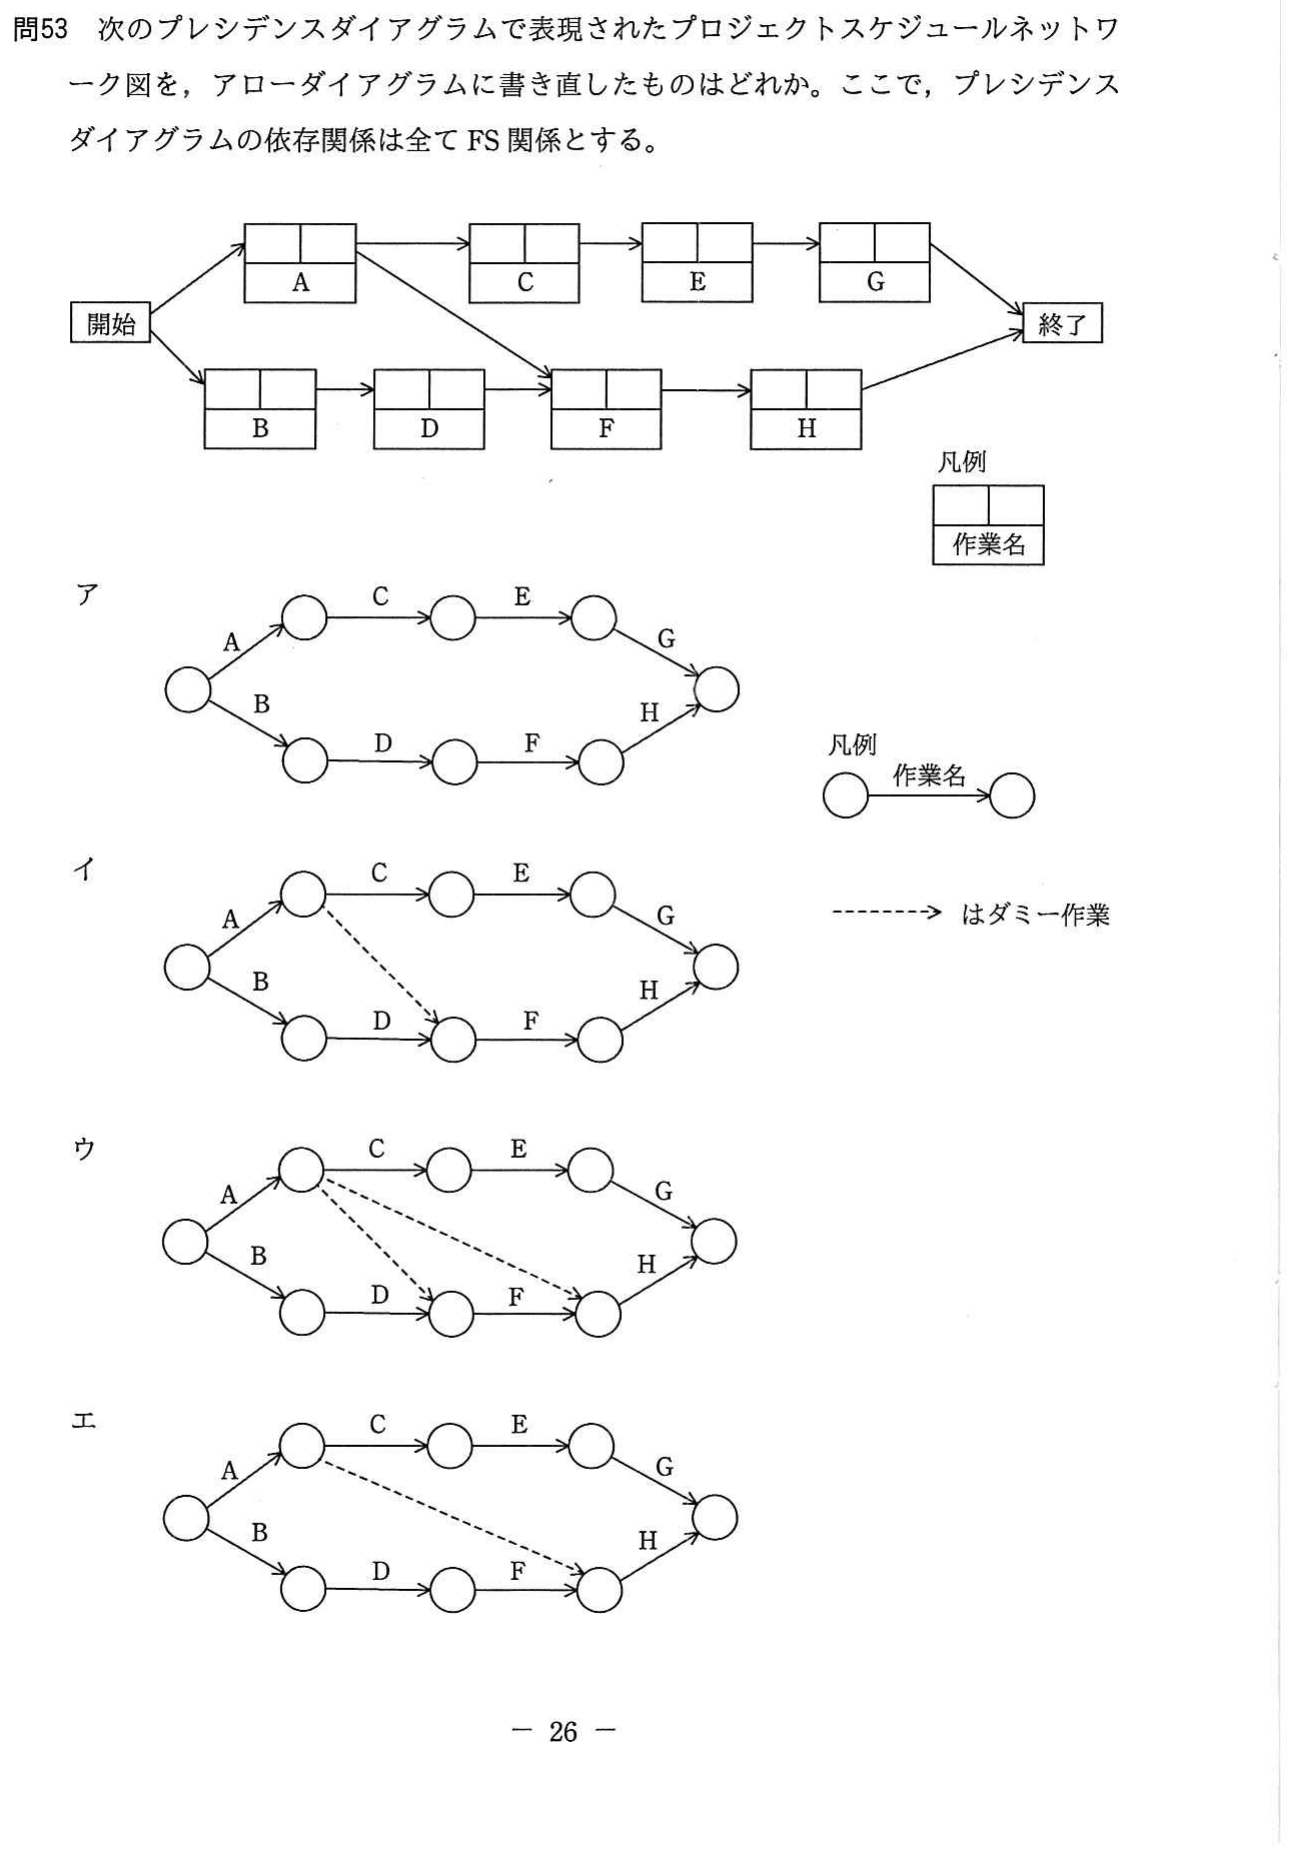 問53　次のプレシデンスダイアグラムで表現されたプロジェクトスケジュールネットワ
ーク図を，アローダイアグラムに書き直したものはどれか。ここで，プレシデンス
ダイアグラムの依存関係は全て FS 関係とする。
A
C
E
G
開始
終了
B
D
F
H
凡例
作業名
ア
A
C
E
G
B
D
F
H
凡例
作業名
イ
A
C
E
G
B
D
F
H
はダミー作業
ウ
A
C
E
G
B
D
F
H
エ
A
C
E
G
B
D
F
H
－ 26 －